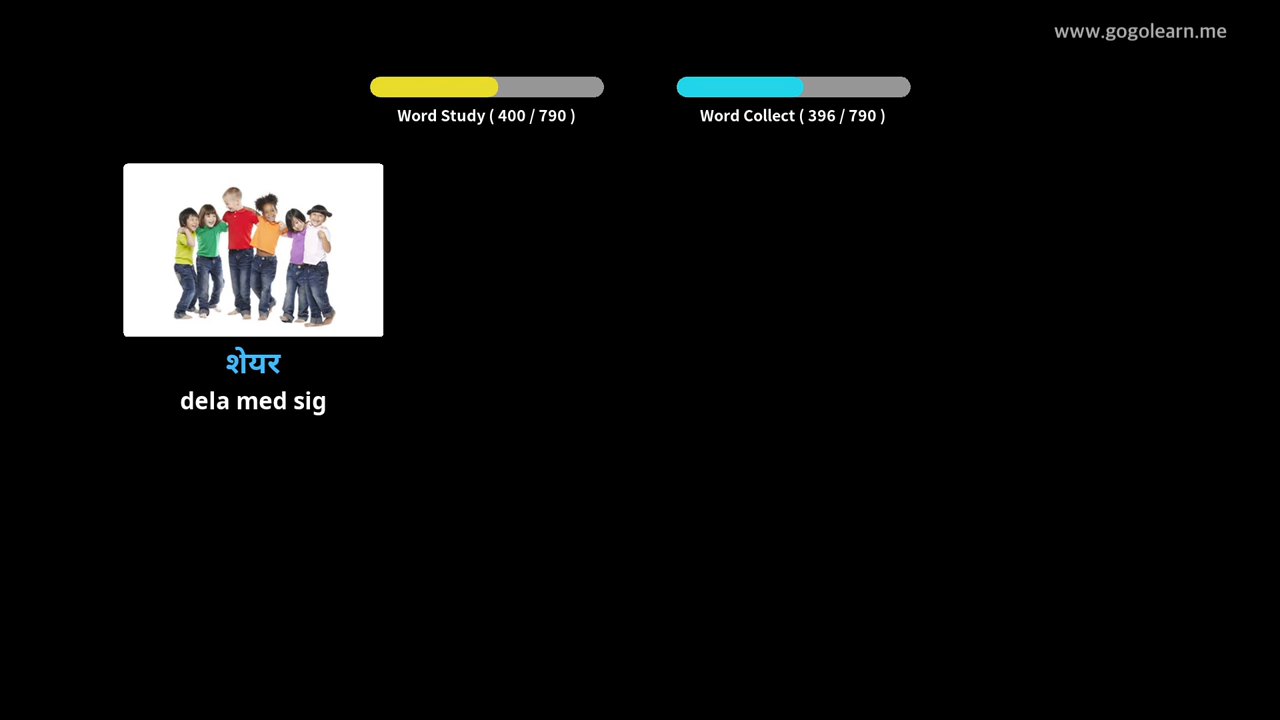 www.gogolearn.me
Word Study ( 400 / 790 )
Word Collect ( 396 / 790 )
शेयर
dela med sig